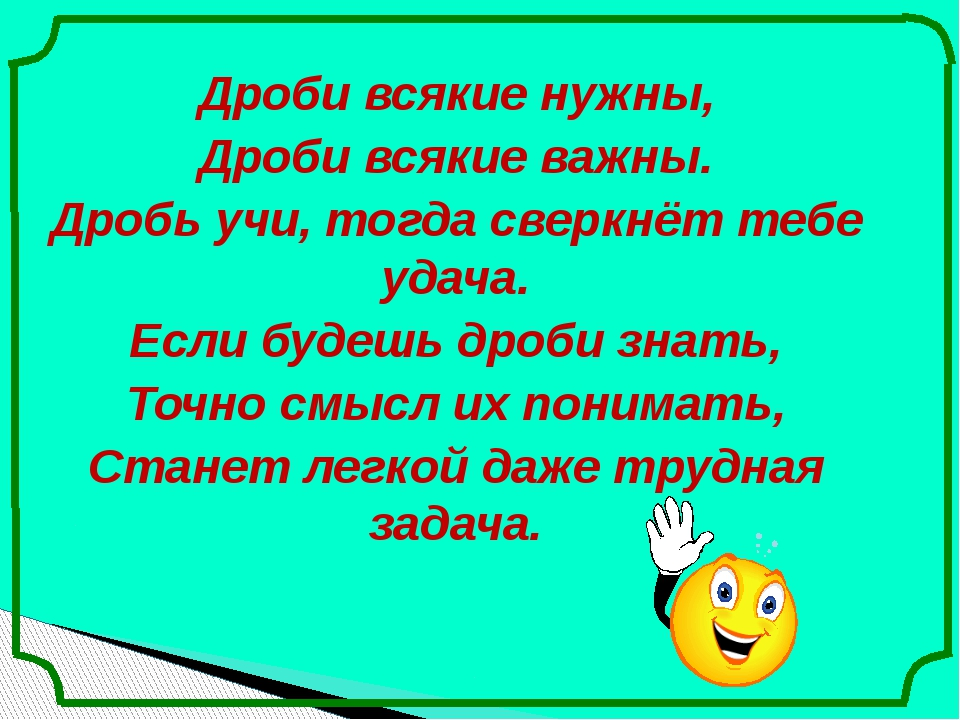 Дроби всякие нужны,
Дроби всякие важны.
Дробь учи, тогда сверкнёт тебе
удача.
Если будешь дроби знать,
Точно смысл их понимать,
Станет легкой даже трудная
задача.